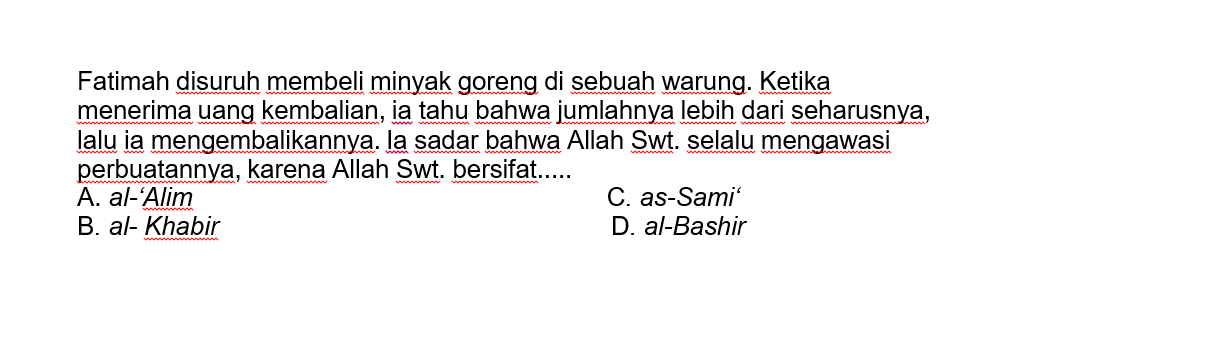 Fatimah disuruh membeli minyak goreng di sebuah warung. Ketika
menerima uang kembalian, ia tahu bahwa jumlahnya lebih dari seharusnya,
lalu ia mengembalikannya. Ia sadar bahwa Allah Swt. selalu mengawasi
perbuatannya, karena Allah Swt. bersifat.....
A. al-‘Alim C. as-Sami‘
B. al- Khabir D. al-Bashir